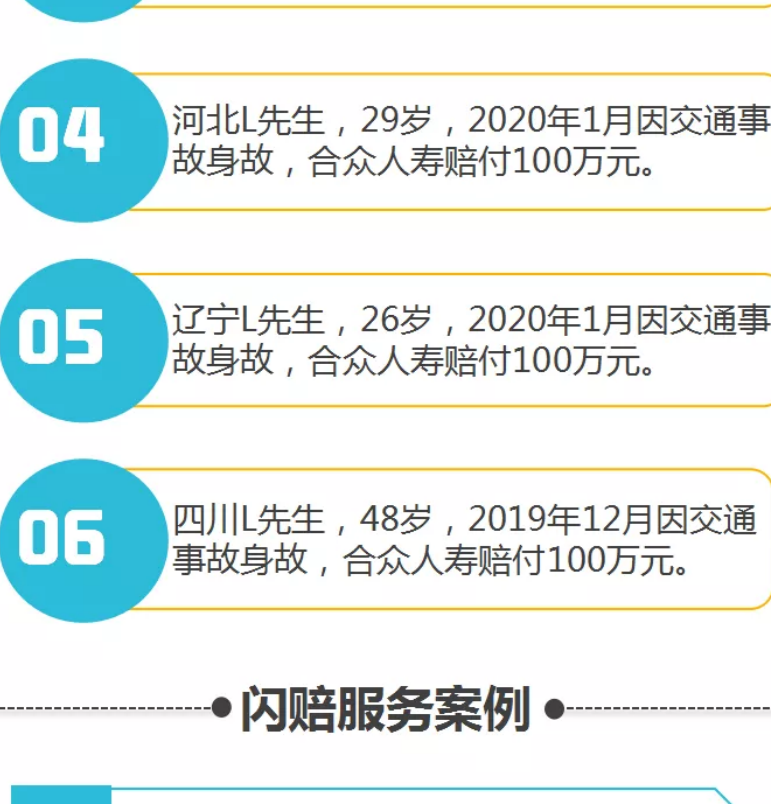 04
河北L先生，29岁，2020年1月因交通事
故身故，合众人寿赔付100万元。
05
辽宁L先生，26岁，2020年1月因交通事
故身故，合众人寿赔付100万元。
06
四川L先生，48岁，2019年12月因交通
事故身故，合众人寿赔付100万元。
闪赔服务案例